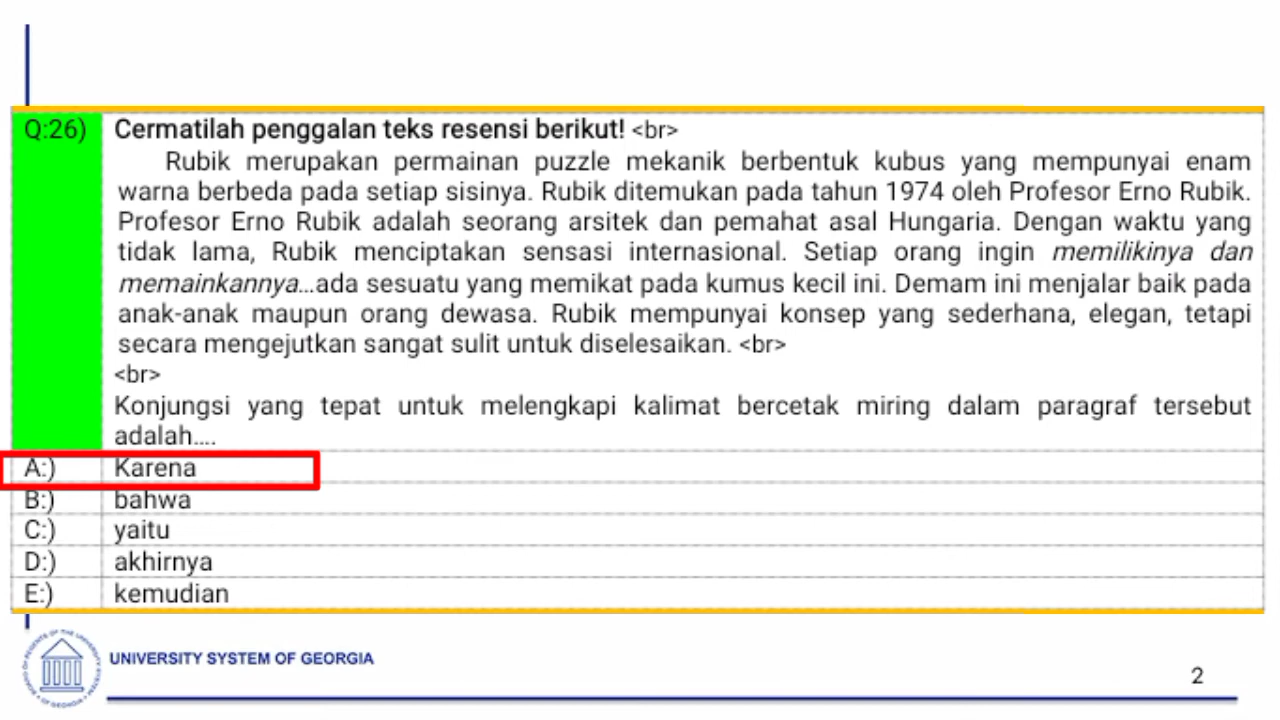 Q:26) Cermatilah penggalan teks resensi berikut! <br>
Rubik merupakan permainan puzzle mekanik berbentuk kubus yang mempunyai enam
warna berbeda pada setiap sisinya. Rubik ditemukan pada tahun 1974 oleh Profesor Erno Rubik.
Profesor Erno Rubik adalah seorang arsitek dan pemahat asal Hungaria. Dengan waktu yang
tidak lama, Rubik menciptakan sensasi internasional. Setiap orang ingin memilikinya dan
memainkannya...ada sesuatu yang memikat pada kumus kecil ini. Demam ini menjalar baik pada
anak-anak maupun orang dewasa. Rubik mempunyai konsep yang sederhana, elegan, tetapi
secara mengejutkan sangat sulit untuk diselesaikan. <br>
<br>
Konjungsi yang tepat untuk melengkapi kalimat bercetak miring dalam paragraf tersebut
adalah....
A:) Karena
B:) bahwa
C:) yaitu
D:) akhirnya
E:) kemudian
UNIVERSITY SYSTEM OF GEORGIA
2